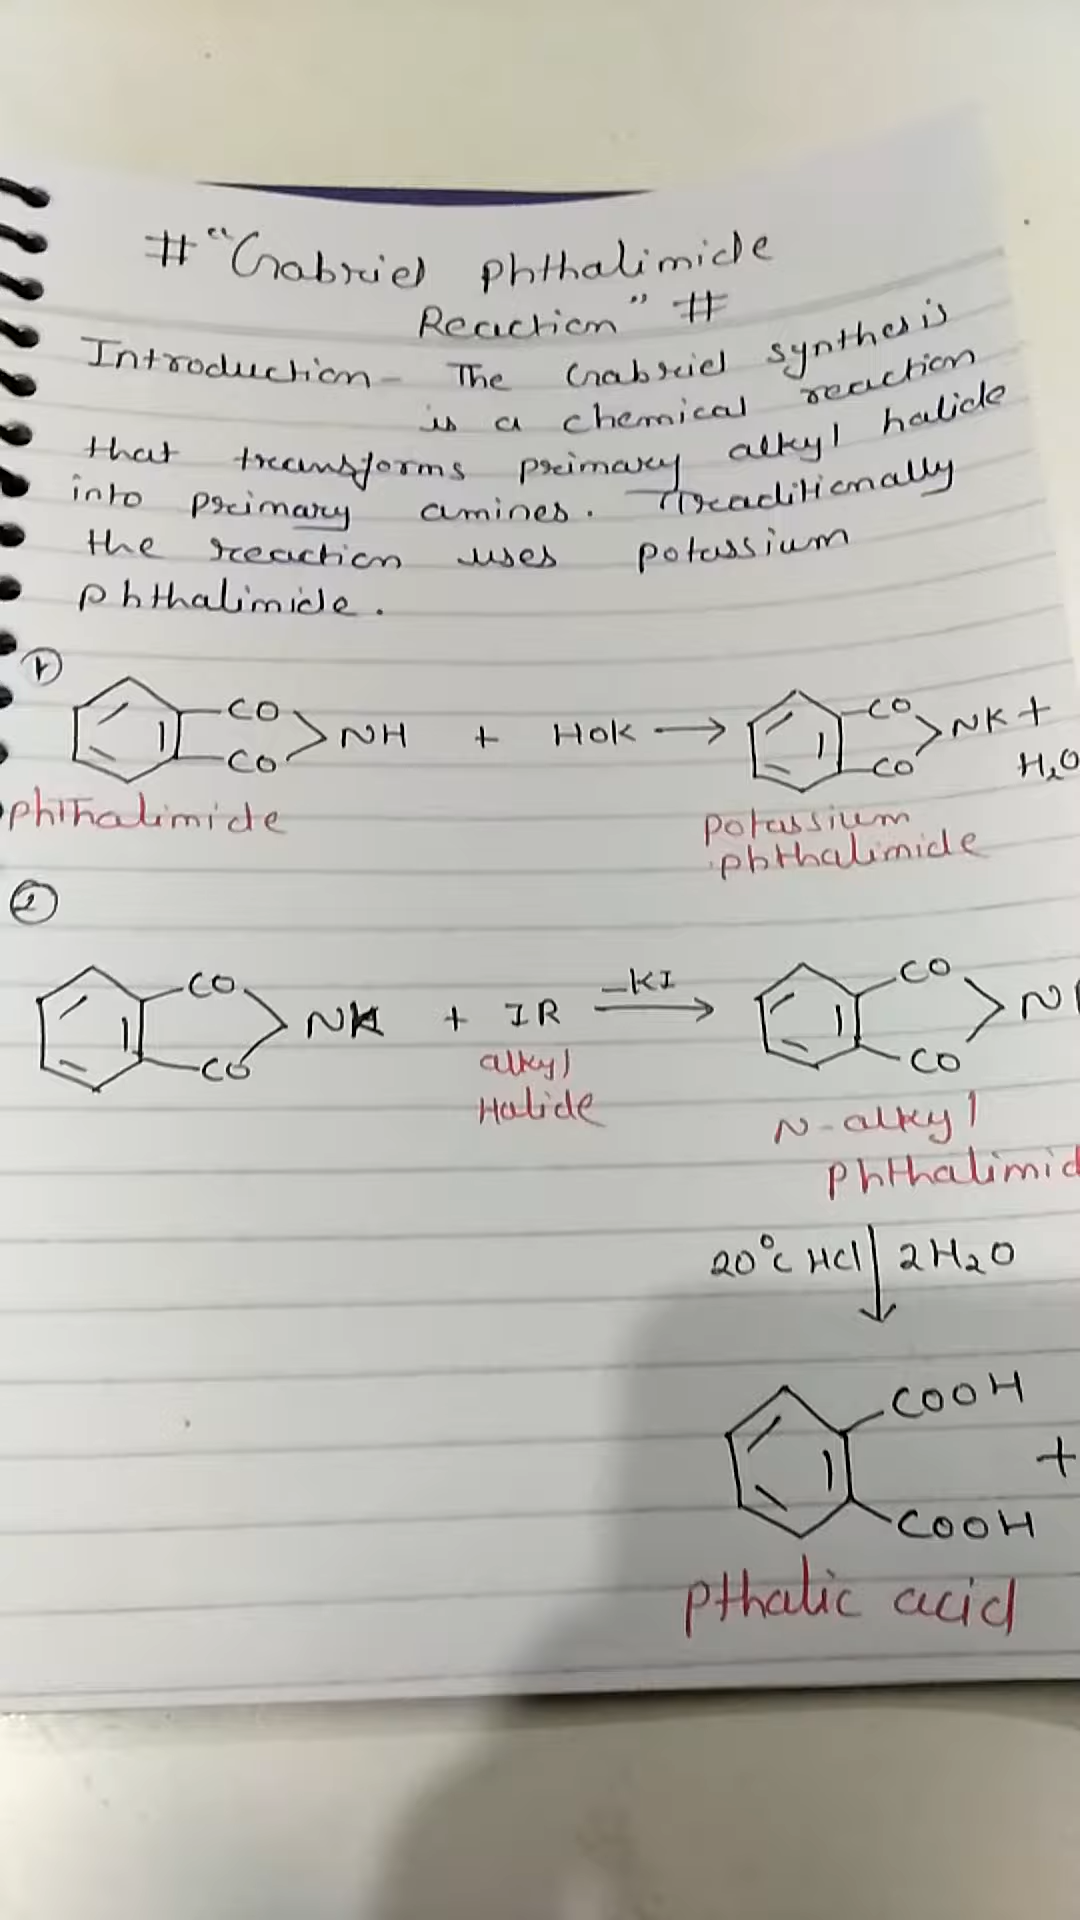 # "Gabriel phthalimide
Reaction" #
Introduction - The Gabriel synthesis
is a chemical reaction
that transforms primary alkyl halide
into primary amines. Traditionally
the reaction uses potassium
phthalimide.
1
CO
NH + HOK → CO NK +
CO CO H₂O
phthalimide potassium
phthalimide
2
CO CO
NK + IR -KI → N
CO alkyl CO
Halide N-alkyl
phthalimid
20°C HCl 2H₂O
COOH
+
COOH
pthalic acid